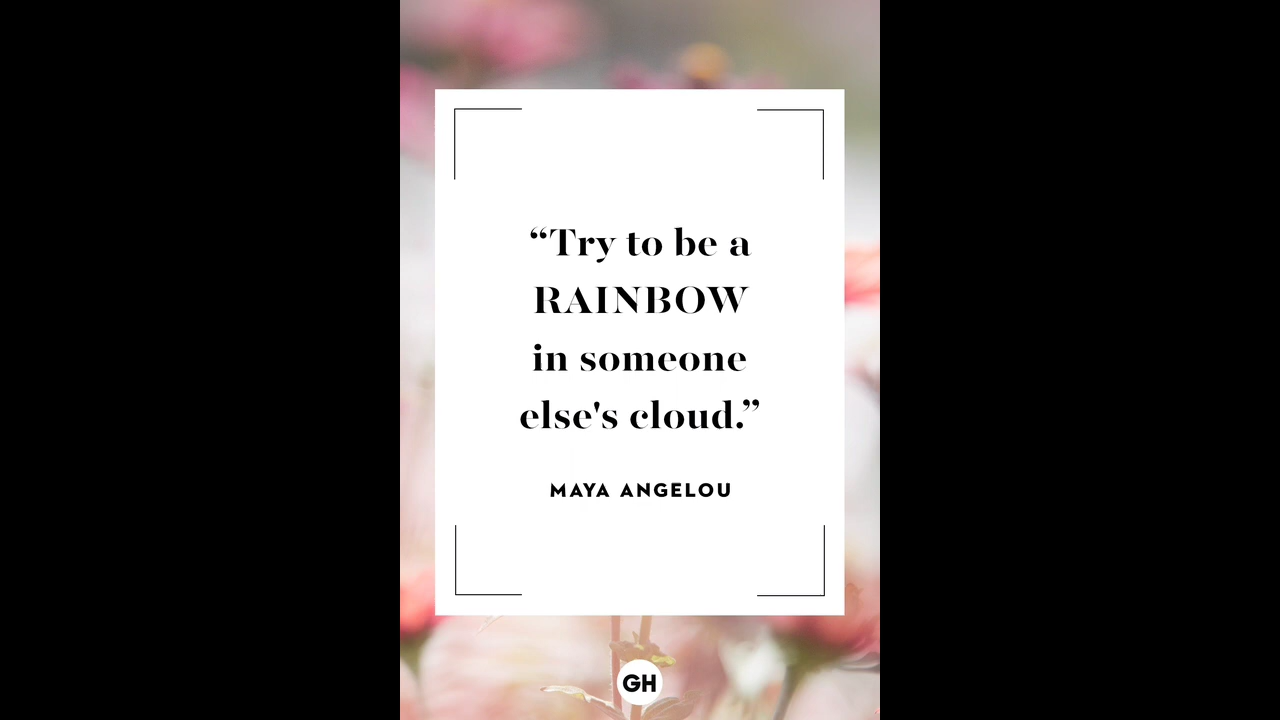 “Try to be a
RAINBOW
in someone
else's cloud.”
MAYA ANGELOU
GH